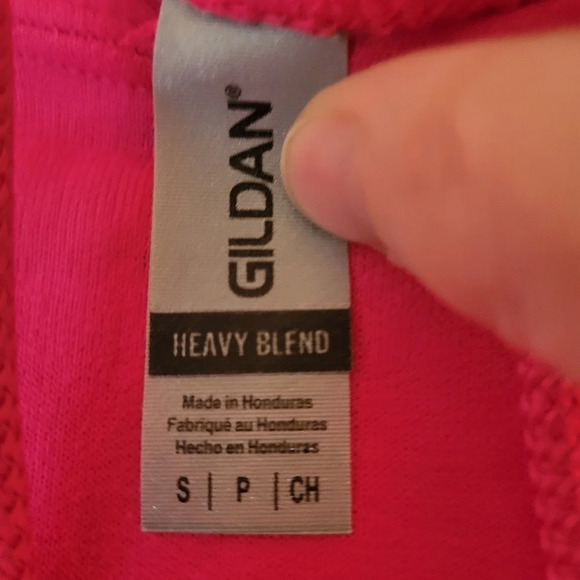 GILDAN®
HEAVY BLEND
Made in Honduras
Fabriqué au Honduras
Hecho en Honduras
S | P | CH